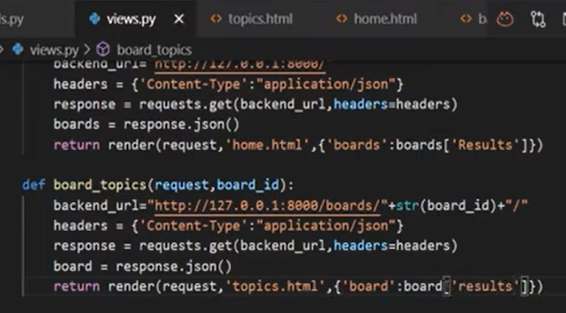 s.py views.py × topics.html home.html b
views.py > board_topics
backend_url="http://127.0.0.1:8000/"
headers = {'Content-Type':"application/json"}
response = requests.get(backend_url,headers=headers)
boards = response.json()
return render(request,'home.html',{'boards':boards['Results']})
def board_topics(request,board_id):
backend_url="http://127.0.0.1:8000/boards/"+str(board_id)+"/"
headers = {'Content-Type':"application/json"}
response = requests.get(backend_url,headers=headers)
board = response.json()
return render(request,'topics.html',{'board':board['results']})